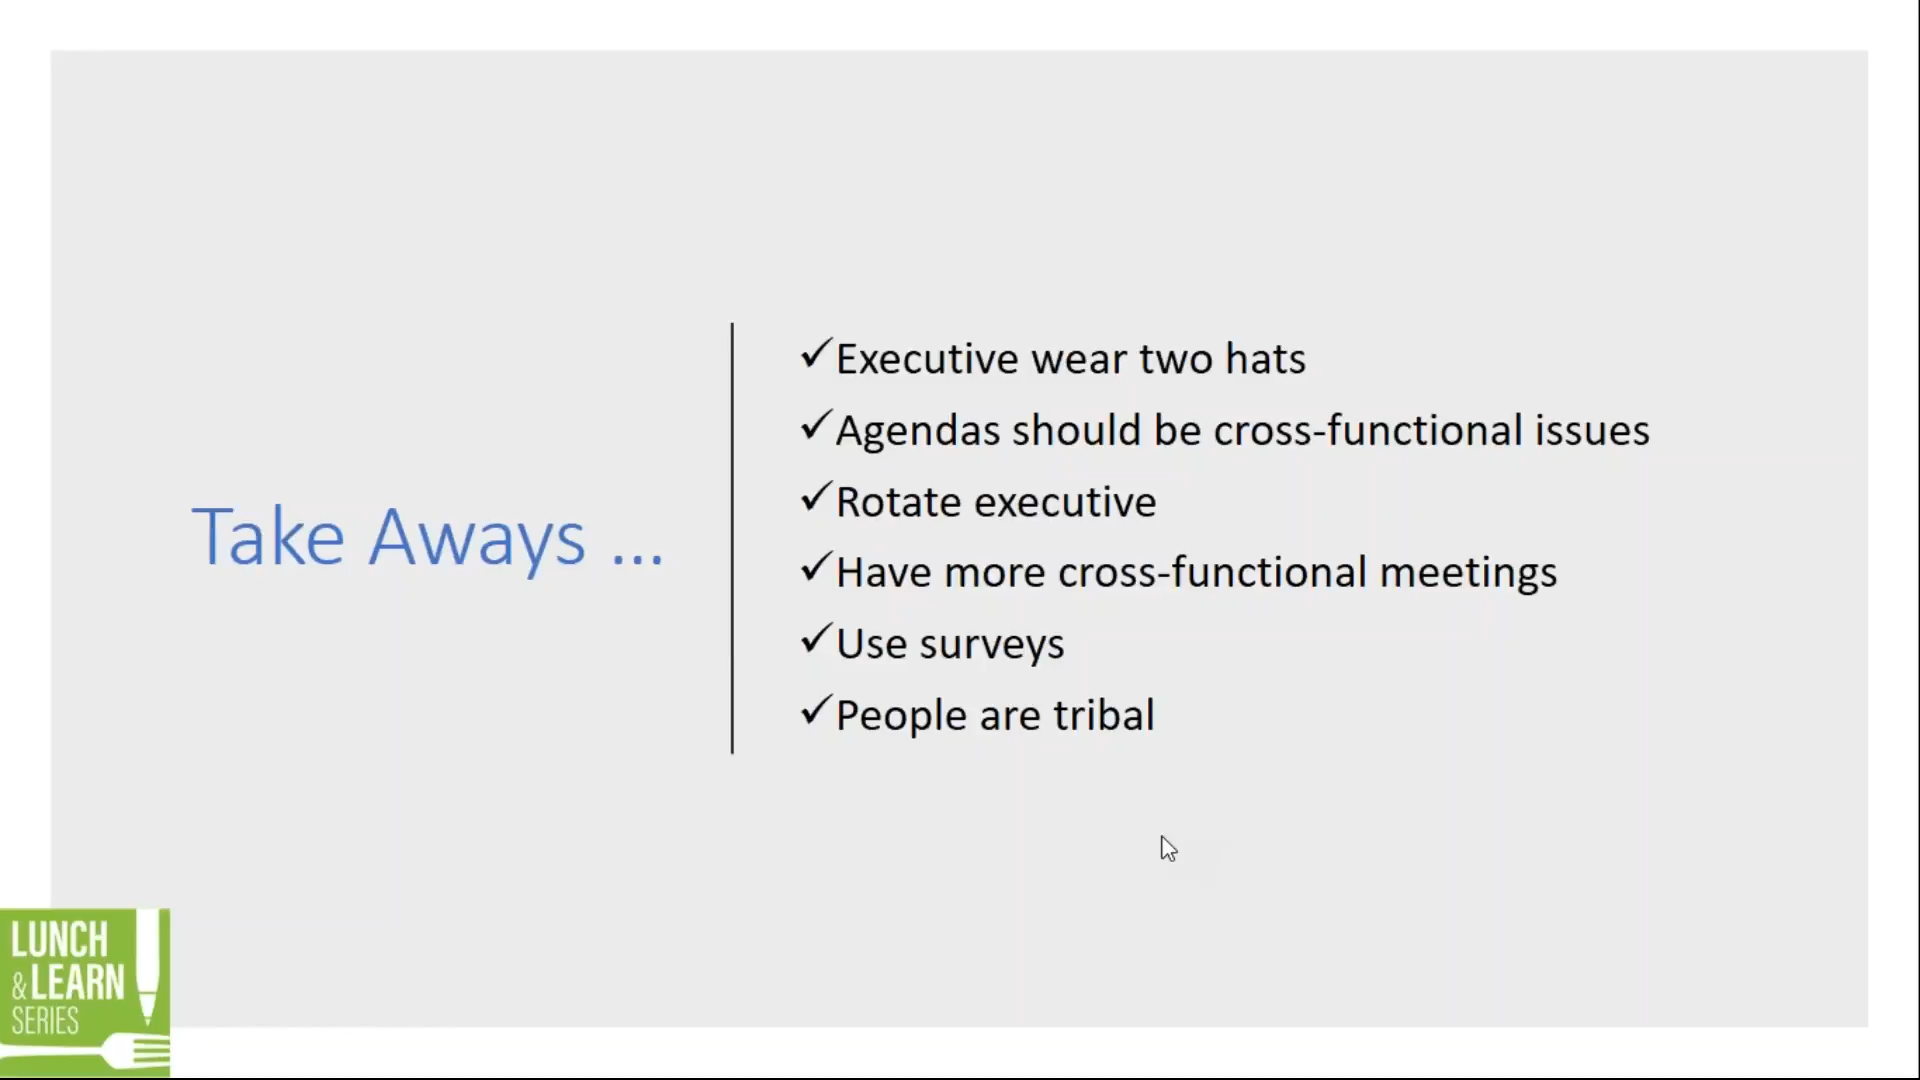 Take Aways ...
✓Executive wear two hats
✓Agendas should be cross-functional issues
✓Rotate executive
✓Have more cross-functional meetings
✓Use surveys
✓People are tribal
LUNCH
&LEARN
SERIES